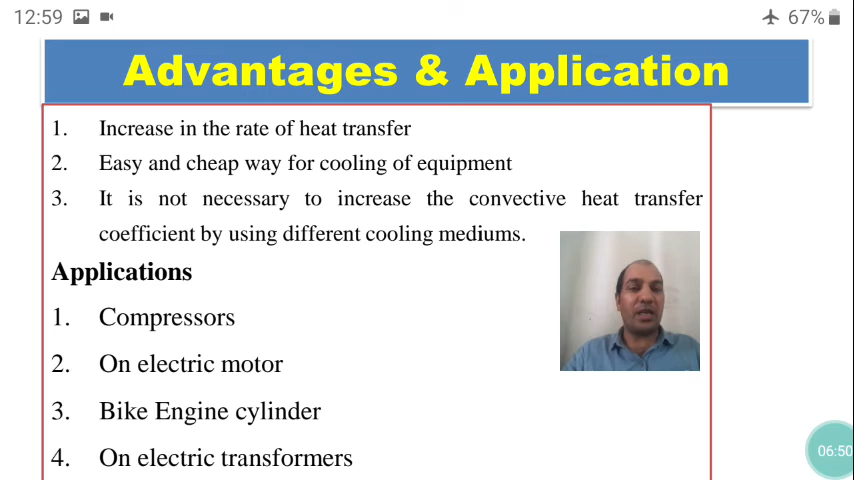 12:59
67%
Advantages & Application
1. Increase in the rate of heat transfer
2. Easy and cheap way for cooling of equipment
3. It is not necessary to increase the convective heat transfer
coefficient by using different cooling mediums.
Applications
1. Compressors
2. On electric motor
3. Bike Engine cylinder
4. On electric transformers
06:50